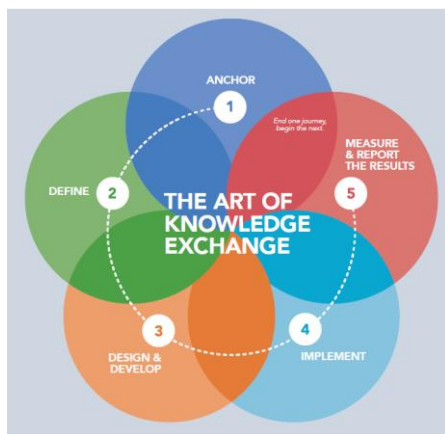 ANCHOR
1
End one journey,
begin the next.
MEASURE
& REPORT
THE RESULTS
5
DEFINE
2
THE ART OF
KNOWLEDGE
EXCHANGE
3
DESIGN &
DEVELOP
4
IMPLEMENT